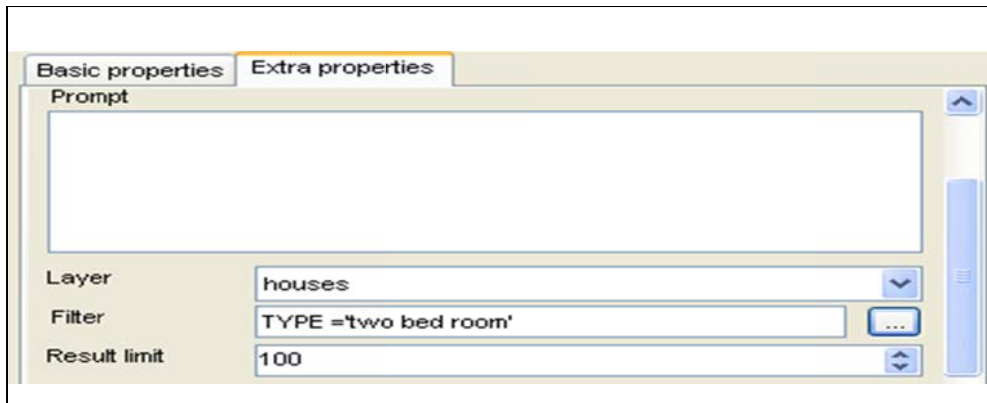 Basic properties Extra properties
Prompt
Layer houses
Filter TYPE ='two bed room' ...
Result limit 100